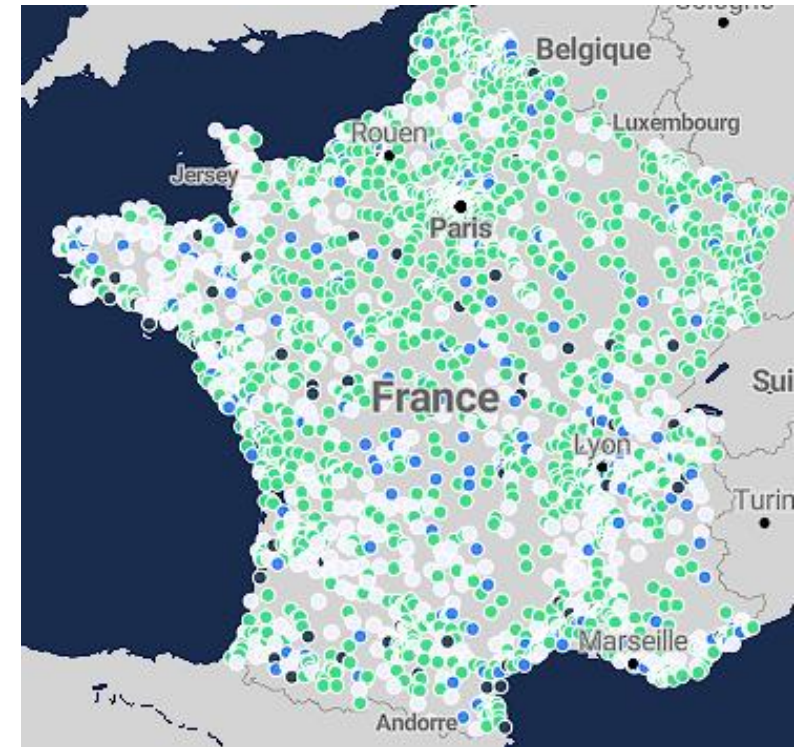 Belgique
Luxembourg
Rouen
Jersey
Paris
France
Sui
Lyon
Turin
Marseille
Andorre